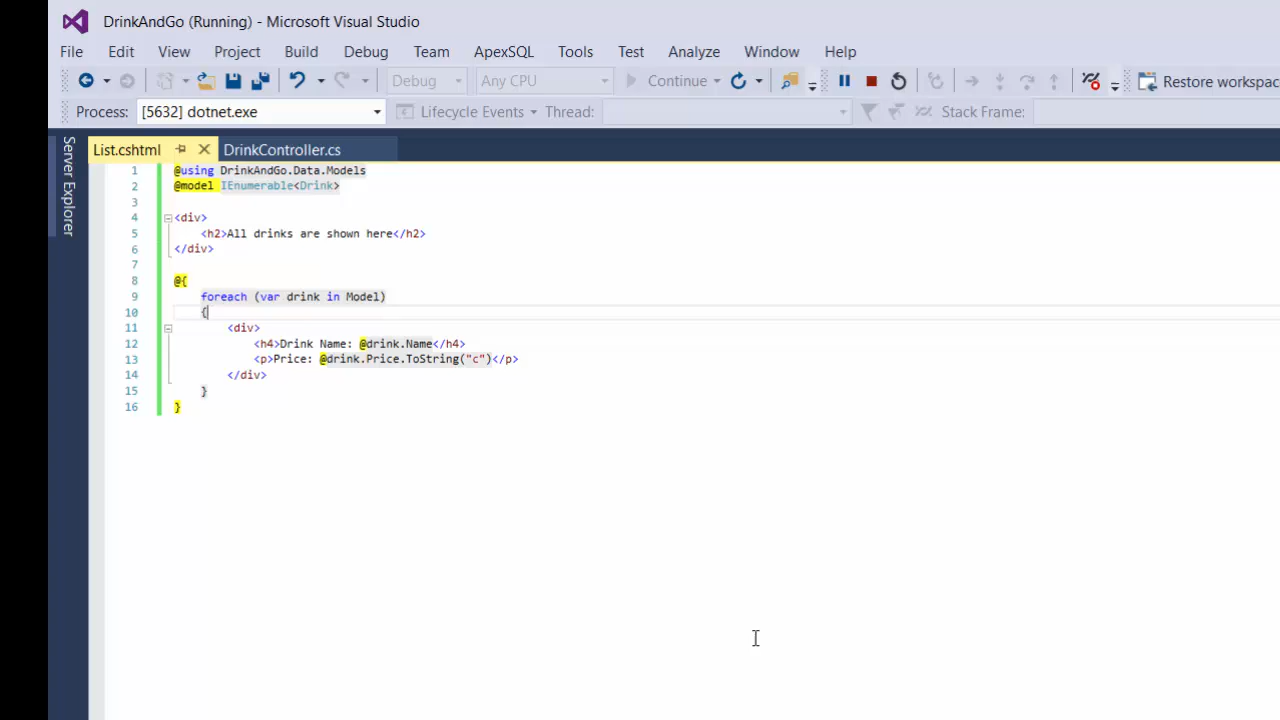 DrinkAndGo (Running) - Microsoft Visual Studio
File Edit View Project Build Debug Team ApexSQL Tools Test Analyze Window Help
Debug Any CPU Continue Restore workspac
Process: [5632] dotnet.exe Lifecycle Events Thread: Stack Frame:
Server Explorer
List.cshtml DrinkController.cs
1 @using DrinkAndGo.Data.Models
2 @model IEnumerable<Drink>
3
4 <div>
5 <h2>All drinks are shown here</h2>
6 </div>
7
8 @{
9 foreach (var drink in Model)
10 {
11 <div>
12 <h4>Drink Name: @drink.Name</h4>
13 <p>Price: @drink.Price.ToString("c")</p>
14 </div>
15 }
16 }